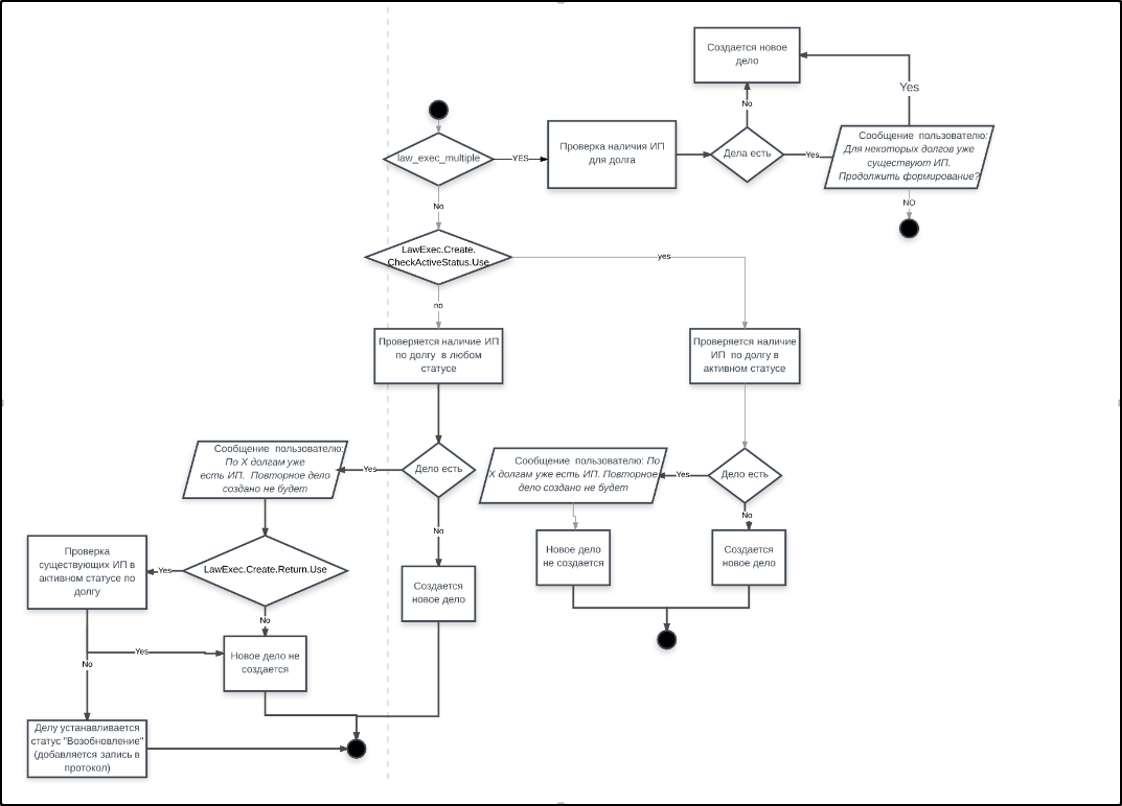 Создается новое
дело
Yes
No
Сообщение пользователю:
Для некоторых долгов уже
существуют ИП.
Продолжить формирование?
law_exec_multiple
YES
Проверка наличия ИП
для долга
Дела есть
Yes
NO
No
LawExec.Create.
CheckActiveStatus.Use
yes
no
Проверяется наличие ИП
по долгу в любом
статусе
Проверяется наличие
ИП по долгу в
активном статусе
Сообщение пользователю:
По X долгам уже
есть ИП. Повторное дело
создано не будет
Yes
Дело есть
Сообщение пользователю: По
X долгам уже есть ИП. Повторное
дело создано не будет
Yes
Дело есть
No
No
Проверка
существующих ИП в
активном статусе по
долгу
Yes
LawExec.Create.Return.Use
Создается
новое дело
Новое дело
не создается
Создается
новое дело
No
Yes
No
Новое дело не
создается
Делу устанавливается
статус "Возобновление"
(добавляется запись в
протокол)